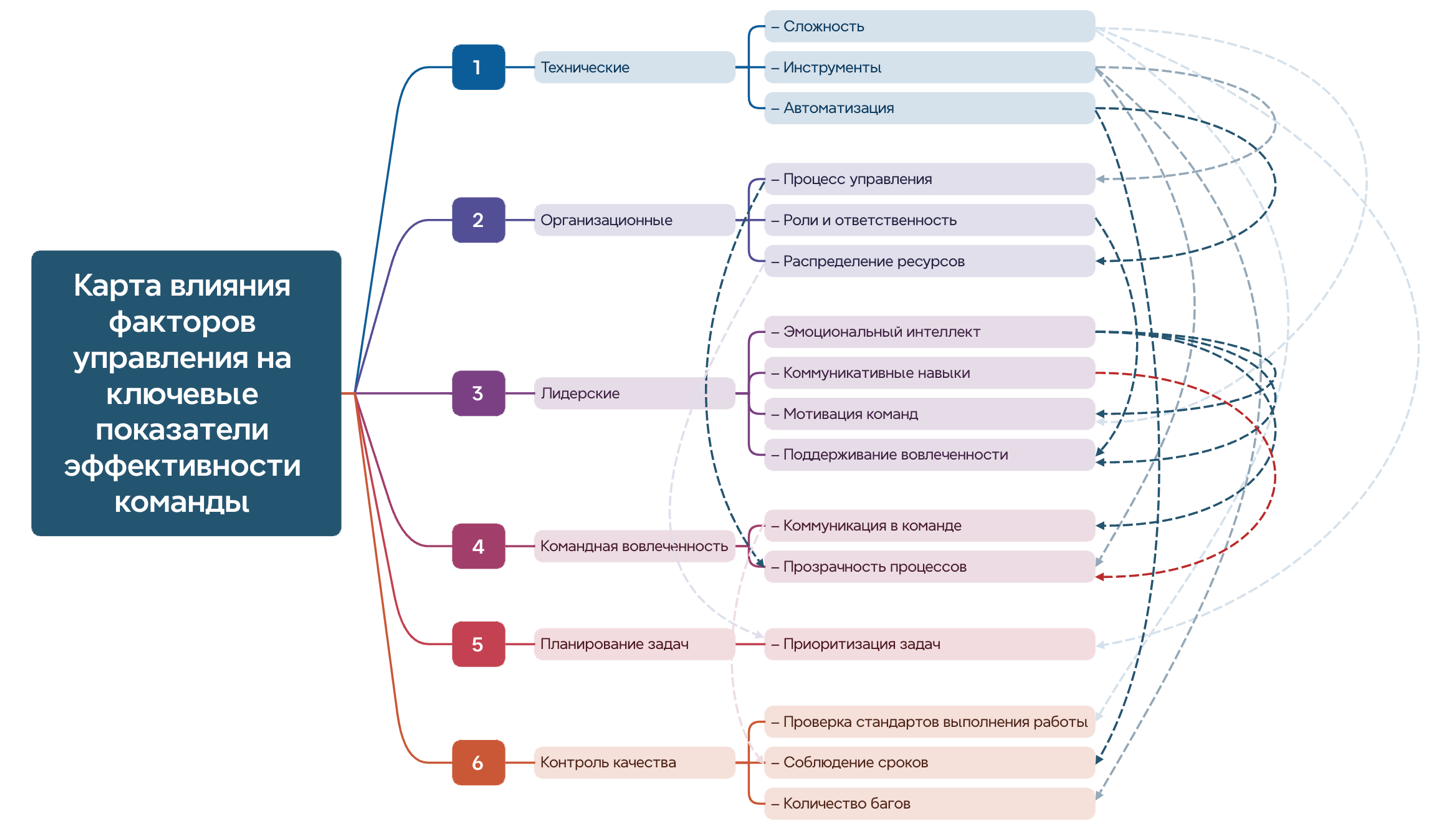 Карта влияния
факторов
управления на
ключевые
показатели
эффективности
команды
1
Технические
– Сложность
– Инструменты
– Автоматизация
2
Организационные
– Процесс управления
– Роли и ответственность
– Распределение ресурсов
3
Лидерские
– Эмоциональный интеллект
– Коммуникативные навыки
– Мотивация команд
– Поддерживание вовлеченности
4
Командная вовлеченность
– Коммуникация в команде
– Прозрачность процессов
5
Планирование задач
– Приоритизация задач
6
Контроль качества
– Проверка стандартов выполнения работы
– Соблюдение сроков
– Количество багов